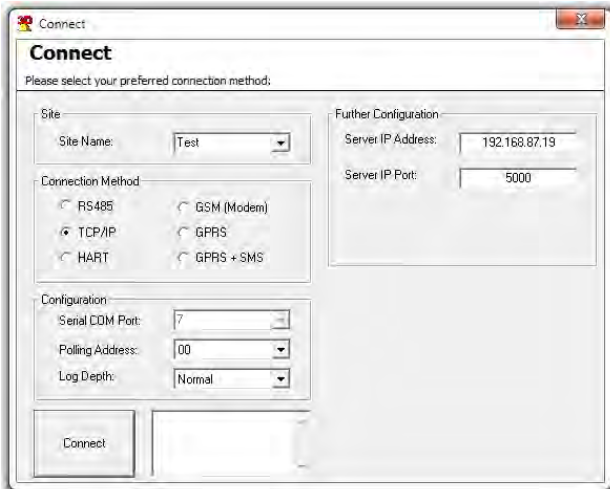 Connect
Connect
Please select your preferred connection method:
Site
Site Name: Test
Connection Method
RS485 GSM (Modem)
TCP/IP GPRS
HART GPRS + SMS
Configuration
Serial COM Port: 7
Polling Address: 00
Log Depth: Normal
Connect
Further Configuration
Server IP Address: 192.168.87.19
Server IP Port: 5000